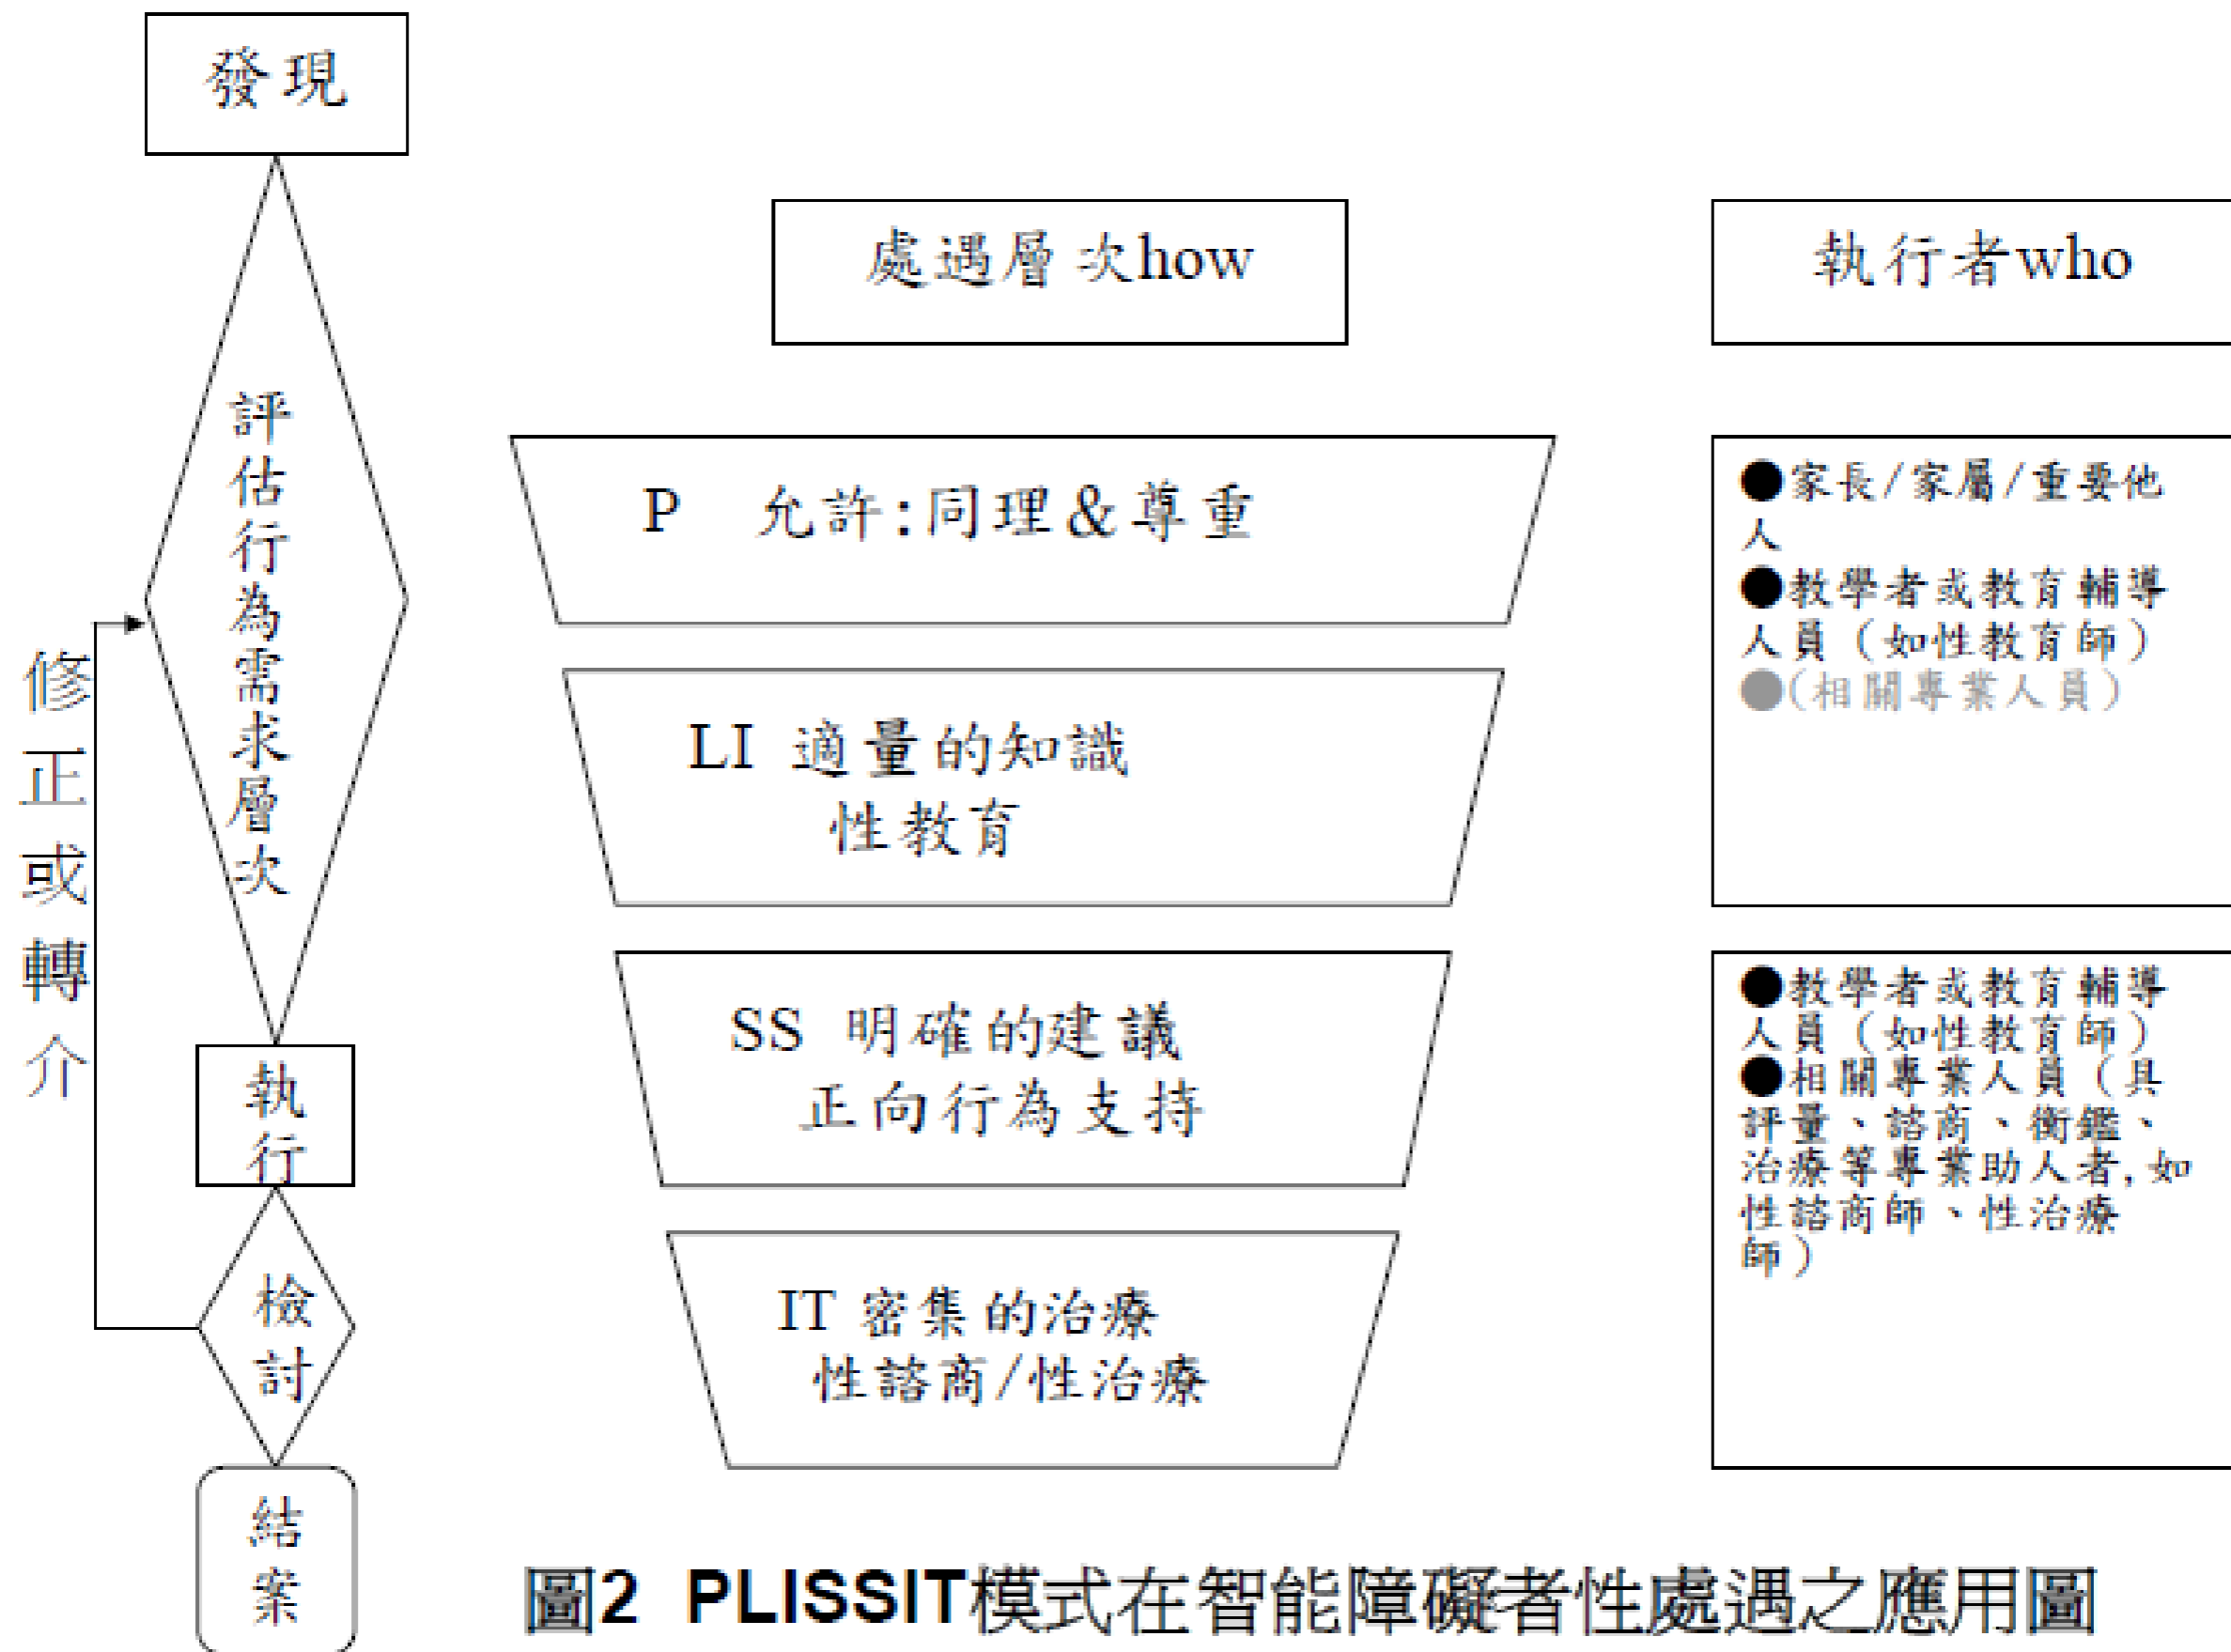 發現
評
估
行
為
需
求
層
次
修
正
或
轉
介
執
行
檢
討
結
案
處遇層次how
P 允許:同理&尊重
LI 適量的知識
性教育
SS 明確的建議
正向行為支持
IT 密集的治療
性諮商/性治療
執行者who
●家長/家屬/重要他
人
●教學者或教育輔導
人員（如性教育師）
●(相關專業人員)
●教學者或教育輔導
人員（如性教育師）
●相關專業人員（具
評量、諮商、衡鑑、
治療等專業助人者,如
性諮商師、性治療
師）
圖2 PLISSIT模式在智能障礙者性處遇之應用圖